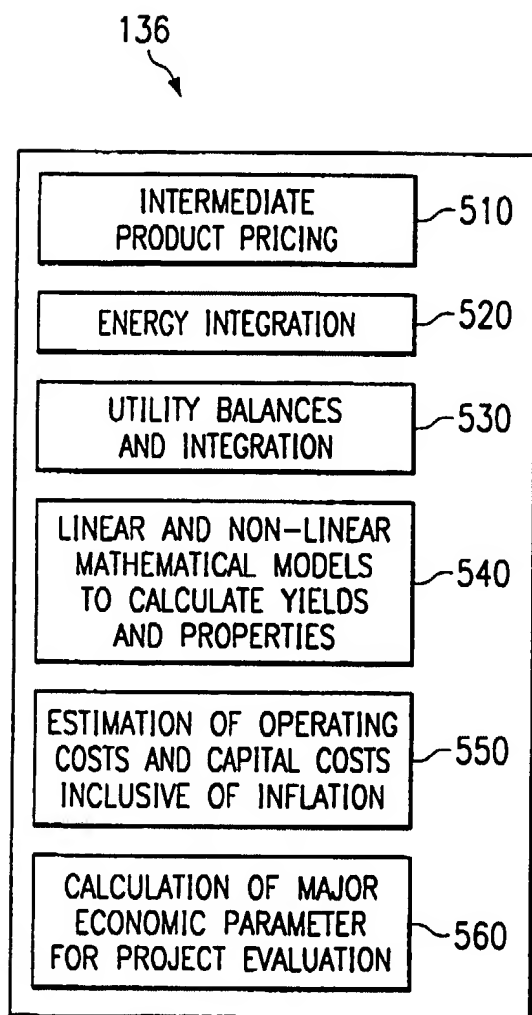 136
INTERMEDIATE
PRODUCT PRICING
510
ENERGY INTEGRATION
520
UTILITY BALANCES
AND INTEGRATION
530
LINEAR AND NON-LINEAR
MATHEMATICAL MODELS
TO CALCULATE YIELDS
AND PROPERTIES
540
ESTIMATION OF OPERATING
COSTS AND CAPITAL COSTS
INCLUSIVE OF INFLATION
550
CALCULATION OF MAJOR
ECONOMIC PARAMETER
FOR PROJECT EVALUATION
560